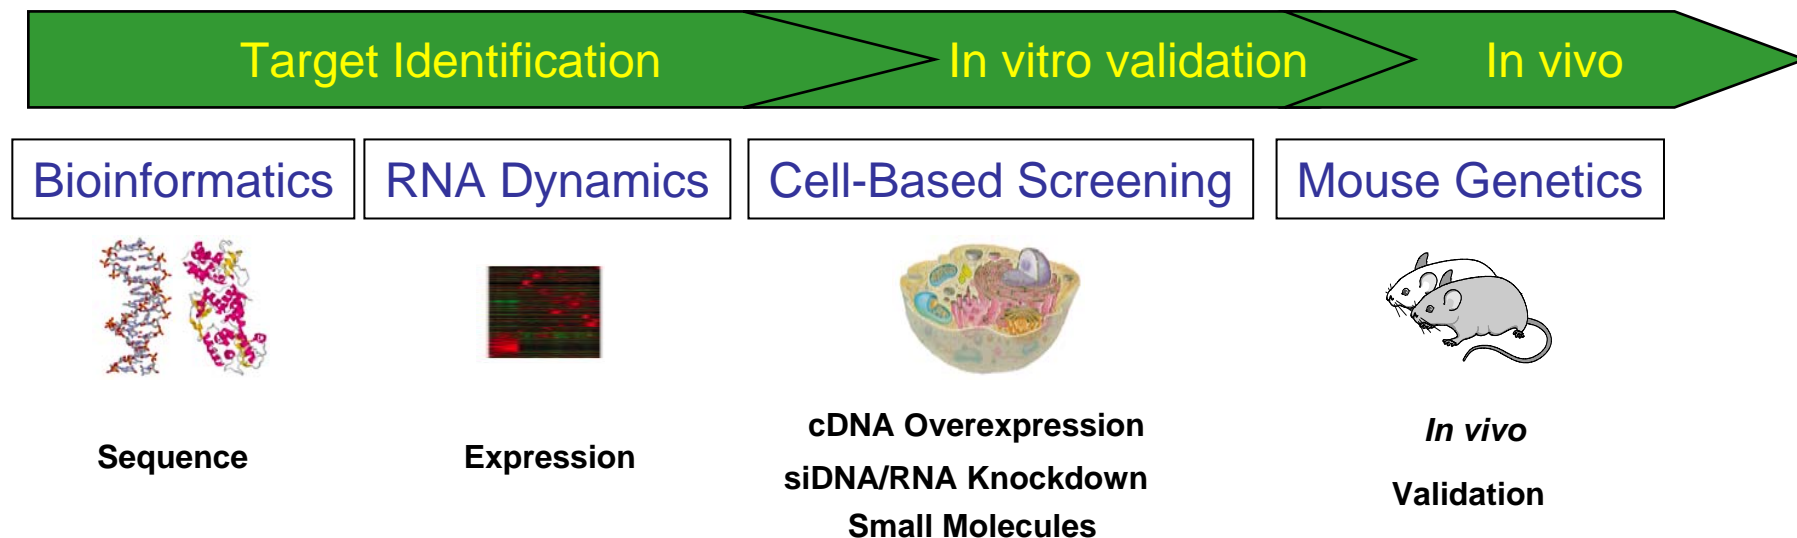 Target Identification
In vitro validation
In vivo
Bioinformatics
RNA Dynamics
Cell-Based Screening
Mouse Genetics
Sequence
Expression
cDNA Overexpression
siDNA/RNA Knockdown
Small Molecules
In vivo
Validation